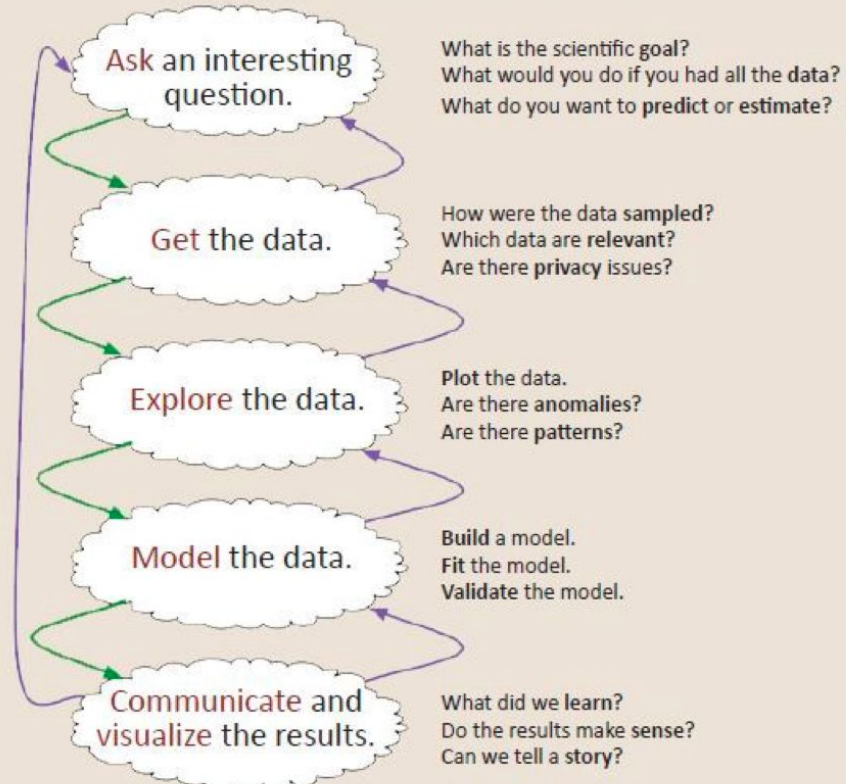 Ask an interesting
question.
What is the scientific goal?
What would you do if you had all the data?
What do you want to predict or estimate?
Get the data.
How were the data sampled?
Which data are relevant?
Are there privacy issues?
Explore the data.
Plot the data.
Are there anomalies?
Are there patterns?
Model the data.
Build a model.
Fit the model.
Validate the model.
Communicate and
visualize the results.
What did we learn?
Do the results make sense?
Can we tell a story?